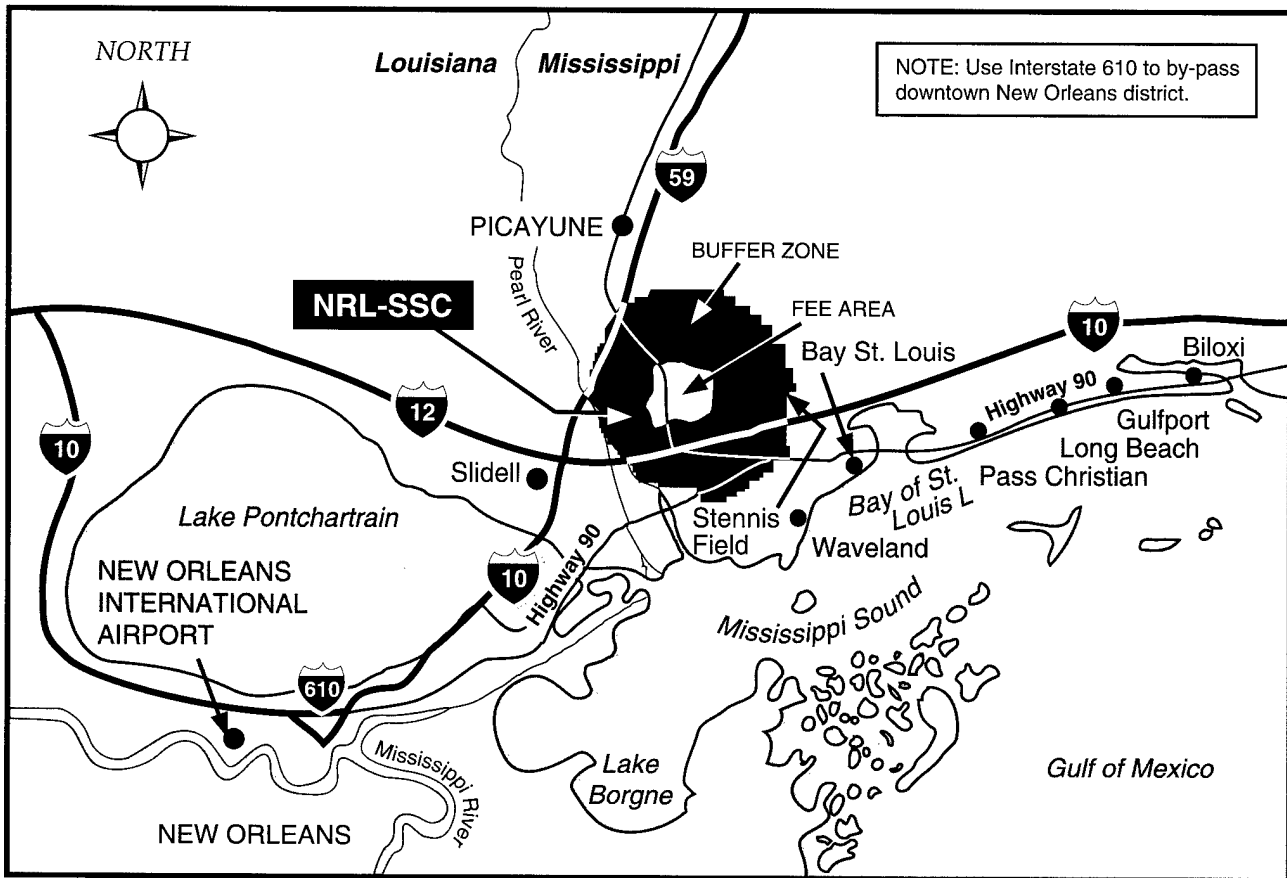 NORTH
Louisiana
Mississippi
NOTE: Use Interstate 610 to by-pass
downtown New Orleans district.
59
PICAYUNE
Pearl River
BUFFER ZONE
NRL-SSC
FEE AREA
10
Bay St. Louis
Biloxi
Highway 90
12
10
Gulfport
Long Beach
Pass Christian
Slidell
Bay of St.
Louis L
Lake Pontchartrain
Stennis
Field
Waveland
NEW ORLEANS
INTERNATIONAL
AIRPORT
10
Highway 90
Mississippi Sound
610
Mississippi River
Lake
Borgne
Gulf of Mexico
NEW ORLEANS